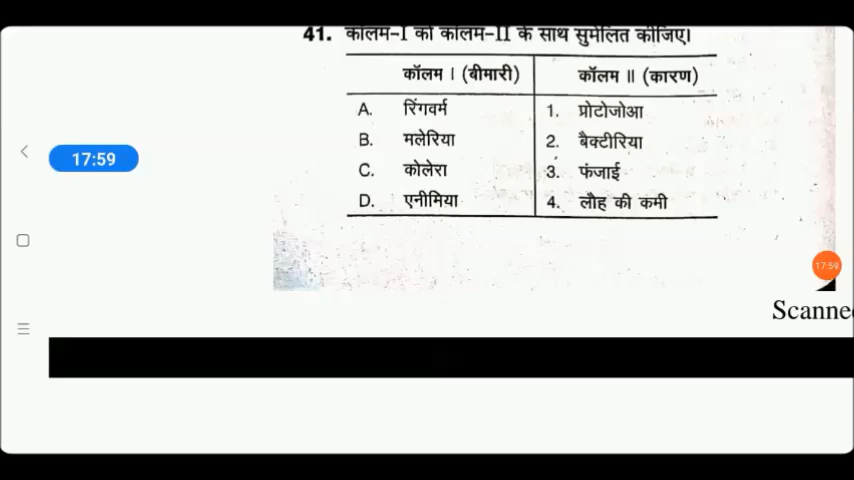 41. कॉलम-I को कॉलम-II के साथ सुमेलित कीजिए।
कॉलम I (बीमारी) कॉलम II (कारण)
A. रिंगवर्म 1. प्रोटोजोआ
B. मलेरिया 2. बैक्टीरिया
17:59
C. कोलेरा 3. फंजाई
D. एनीमिया 4. लौह की कमी
17:59
Scanne